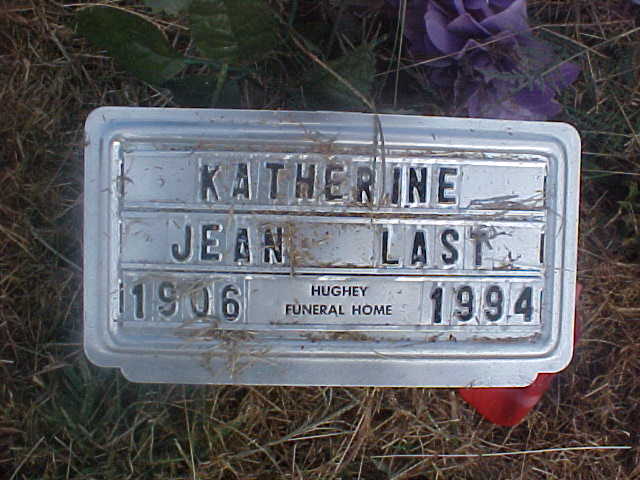 KATHERINE
JEAN LAST
1906 HUGHEY FUNERAL HOME 1994